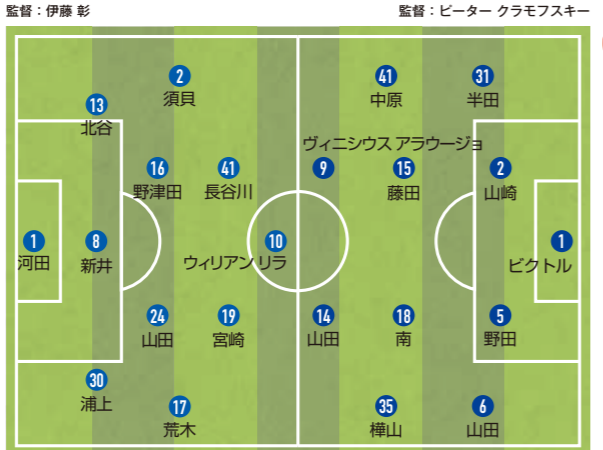 監督：伊藤 彰
監督：ピーター クラモフスキー
2
須貝
13
北谷
16
野津田
41
長谷川
1
河田
8
新井
10
ウィリアン リラ
24
山田
19
宮崎
30
浦上
17
荒木
41
中原
31
半田
ヴィニシウス アラウージョ
9
15
藤田
2
山崎
1
ビクトル
14
山田
18
南
5
野田
35
樺山
6
山田